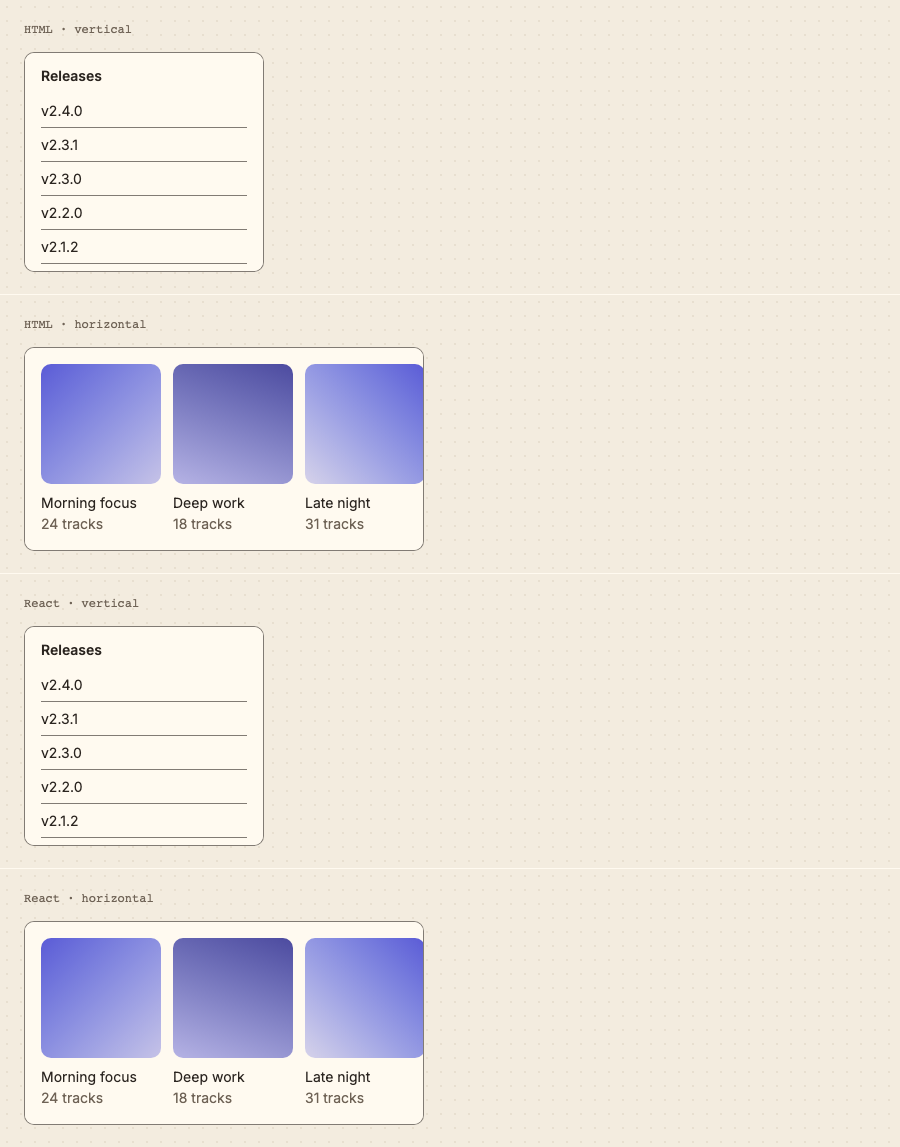 HTML · vertical
Releases
v2.4.0
v2.3.1
v2.3.0
v2.2.0
v2.1.2
HTML · horizontal
Morning focus
24 tracks
Deep work
18 tracks
Late night
31 tracks
React · vertical
Releases
v2.4.0
v2.3.1
v2.3.0
v2.2.0
v2.1.2
React · horizontal
Morning focus
24 tracks
Deep work
18 tracks
Late night
31 tracks